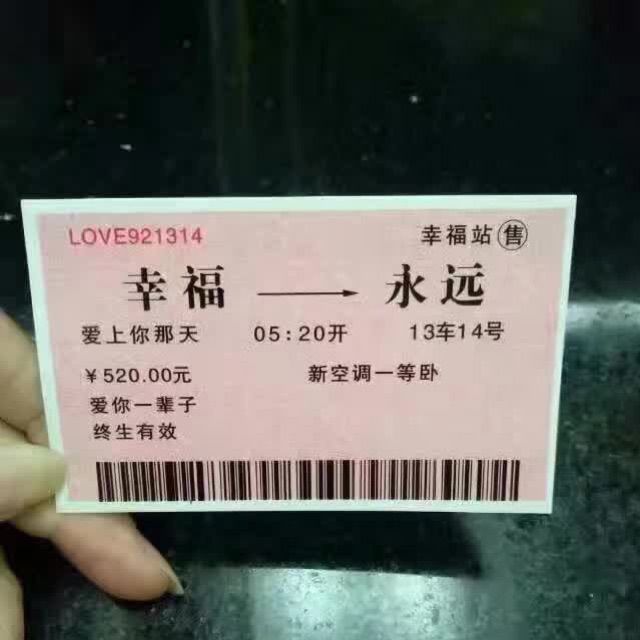 LOVE921314 幸福站 售
幸福 → 永远
爱上你那天 05:20开 13车14号
￥520.00元 新空调一等卧
爱你一辈子
终生有效